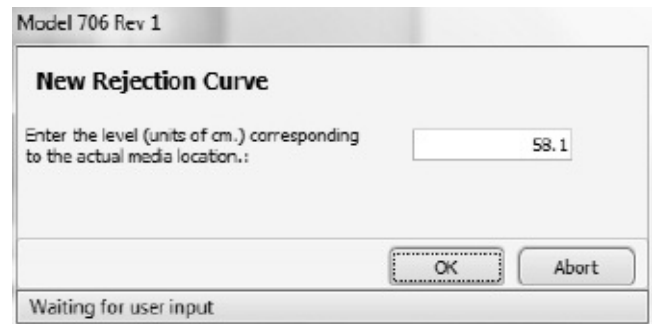 Model 706 Rev 1
New Rejection Curve
Enter the level (units of cm.) corresponding
to the actual media location.:
58.1
OK
Abort
Waiting for user input